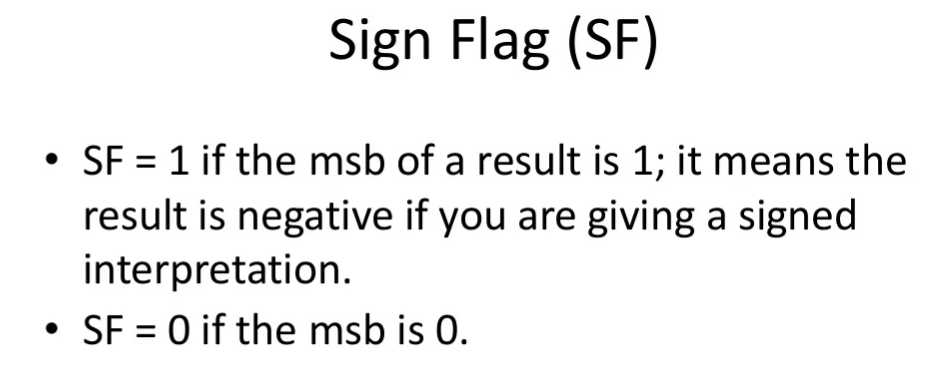 Sign Flag (SF)
• SF = 1 if the msb of a result is 1; it means the
result is negative if you are giving a signed
interpretation.
• SF = 0 if the msb is 0.